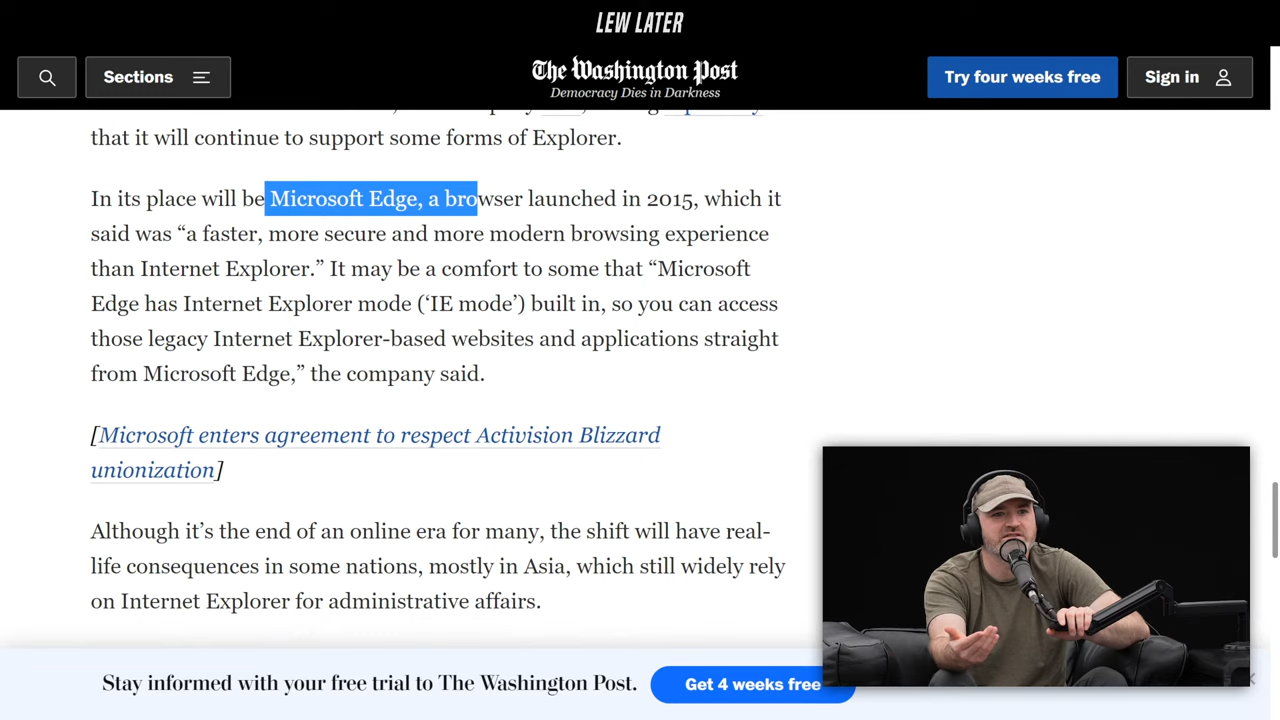 LEW LATER
Sections
The Washington Post
Democracy Dies in Darkness
Try four weeks free
Sign in
that it will continue to support some forms of Explorer.
In its place will be Microsoft Edge, a browser launched in 2015, which it
said was “a faster, more secure and more modern browsing experience
than Internet Explorer.” It may be a comfort to some that “Microsoft
Edge has Internet Explorer mode (‘IE mode’) built in, so you can access
those legacy Internet Explorer-based websites and applications straight
from Microsoft Edge,” the company said.
[Microsoft enters agreement to respect Activision Blizzard
unionization]
Although it’s the end of an online era for many, the shift will have real-
life consequences in some nations, mostly in Asia, which still widely rely
on Internet Explorer for administrative affairs.
Stay informed with your free trial to The Washington Post.
Get 4 weeks free